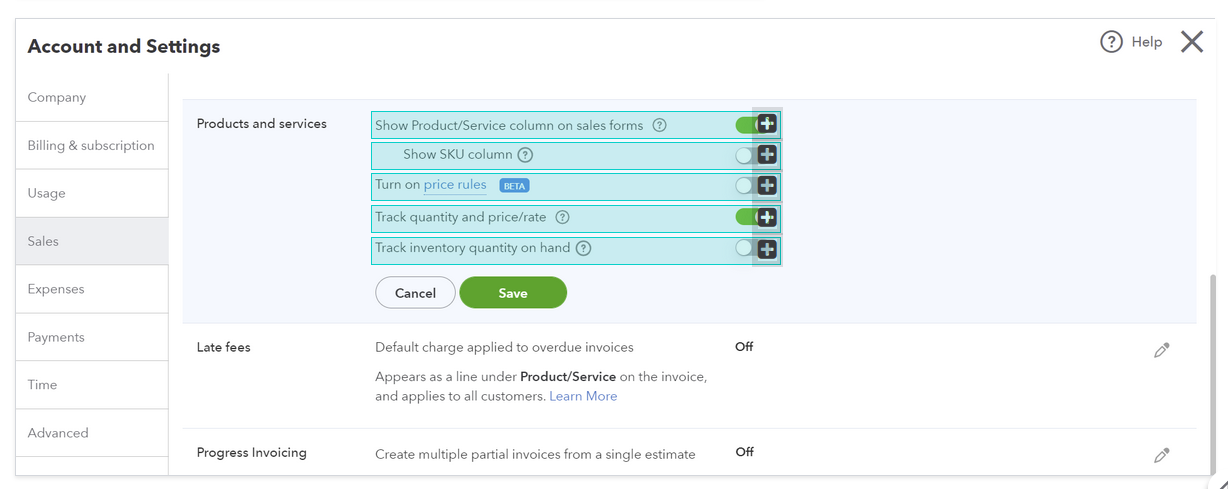 Account and Settings
Help
Company
Billing & subscription
Usage
Sales
Expenses
Payments
Time
Advanced
Products and services
Show Product/Service column on sales forms
Show SKU column
Turn on price rules BETA
Track quantity and price/rate
Track inventory quantity on hand
Cancel Save
Late fees Default charge applied to overdue invoices Off
Appears as a line under Product/Service on the invoice,
and applies to all customers. Learn More
Progress Invoicing Create multiple partial invoices from a single estimate Off